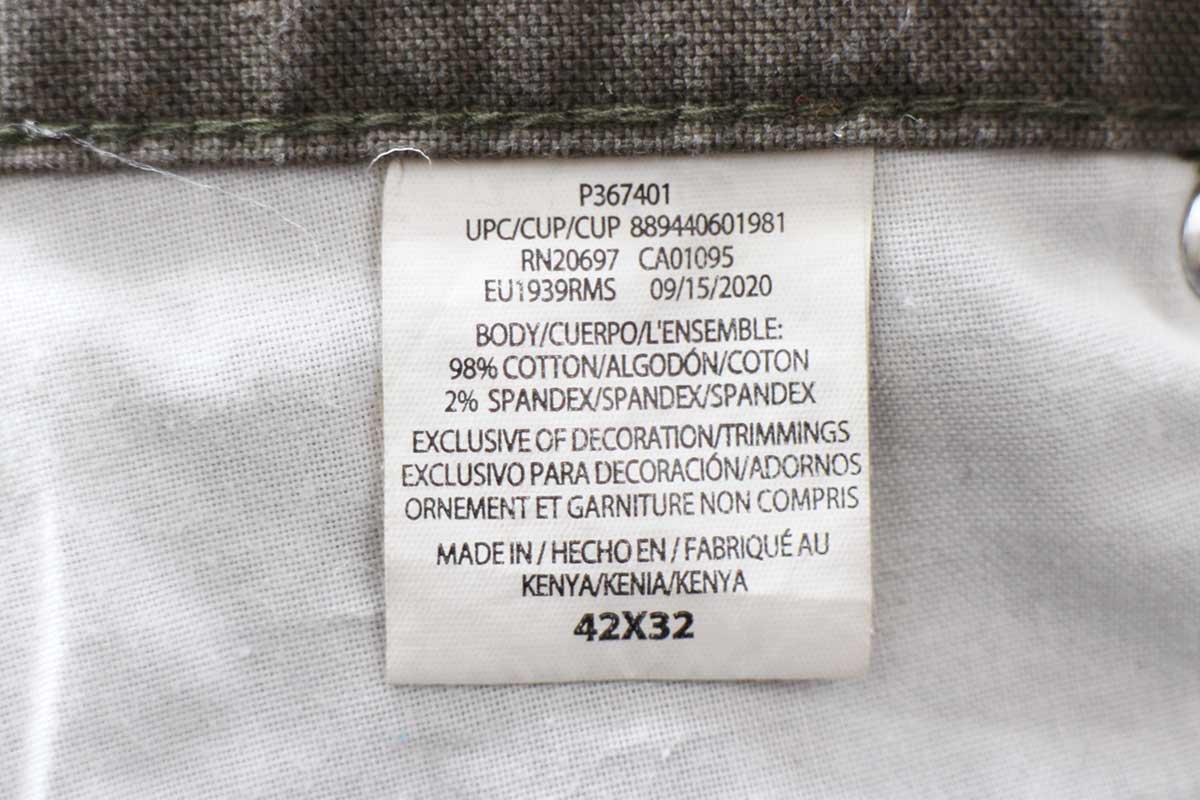 P367401
UPC/CUP/CUP 889440601981
RN20697 CA01095
EU1939RMS 09/15/2020
BODY/CUERPO/L'ENSEMBLE:
98% COTTON/ALGODÓN/COTON
2% SPANDEX/SPANDEX/SPANDEX
EXCLUSIVE OF DECORATION/TRIMMINGS
EXCLUSIVO PARA DECORACIÓN/ADORNOS
ORNEMENT ET GARNITURE NON COMPRIS
MADE IN / HECHO EN / FABRIQUÉ AU
KENYA/KENIA/KENYA
42X32